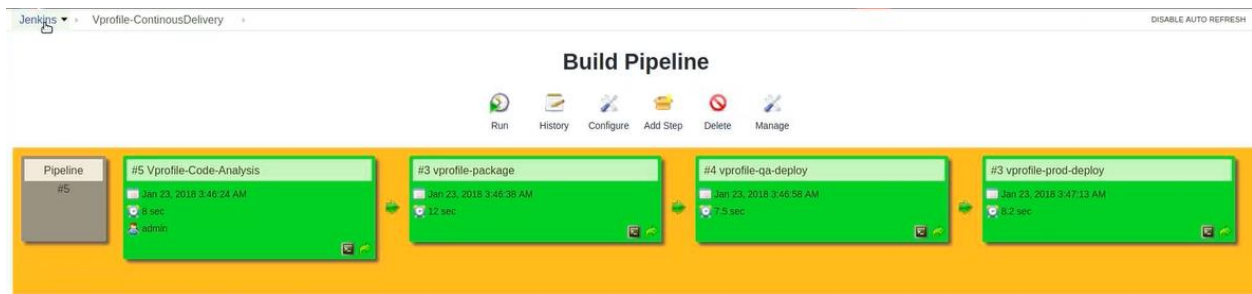 Jenkins Vprofile-ContinousDelivery DISABLE AUTO REFRESH
Build Pipeline
Run History Configure Add Step Delete Manage
Pipeline
#5
#5 Vprofile-Code-Analysis
Jan 23, 2018 3:46:24 AM
8 sec
admin
#3 vprofile-package
Jan 23, 2018 3:46:38 AM
12 sec
#4 vprofile-qa-deploy
Jan 23, 2018 3:46:58 AM
7.5 sec
#3 vprofile-prod-deploy
Jan 23, 2018 3:47:13 AM
8.2 sec